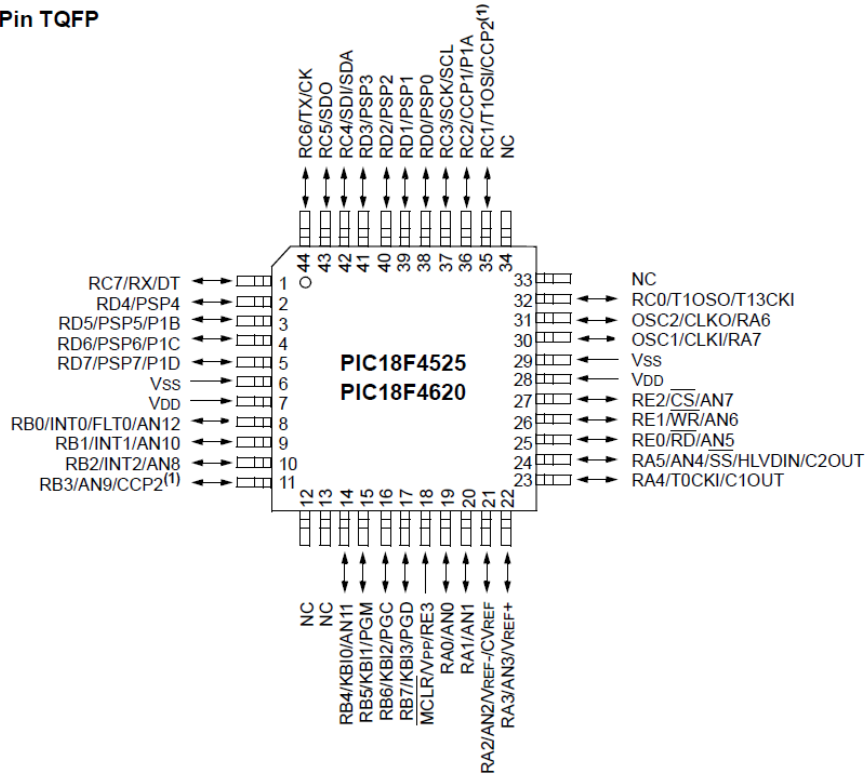 Pin TQFP
RC6/TX/CK
RC5/SDO
RC4/SDI/SDA
RD3/PSP3
RD2/PSP2
RD1/PSP1
RD0/PSP0
RC3/SCK/SCL
RC2/CCP1/P1A
RC1/T1OSI/CCP2(1)
NC
44 43 42 41 40 39 38 37 36 35 34
RC7/RX/DT 1
RD4/PSP4 2
RD5/PSP5/P1B 3
RD6/PSP6/P1C 4
RD7/PSP7/P1D 5
VSS 6
VDD 7
RB0/INT0/FLT0/AN12 8
RB1/INT1/AN10 9
RB2/INT2/AN8 10
RB3/AN9/CCP2(1) 11
PIC18F4525
PIC18F4620
33 NC
32 RC0/T1OSO/T13CKI
31 OSC2/CLKO/RA6
30 OSC1/CLKI/RA7
29 VSS
28 VDD
27 RE2/CS/AN7
26 RE1/WR/AN6
25 RE0/RD/AN5
24 RA5/AN4/SS/HLVDIN/C2OUT
23 RA4/T0CKI/C1OUT
12 13 14 15 16 17 18 19 20 21 22
NC
NC
RB4/KBI0/AN11
RB5/KBI1/PGM
RB6/KBI2/PGC
RB7/KBI3/PGD
MCLR/VPP/RE3
RA0/AN0
RA1/AN1
RA2/AN2/VREF-/CVREF
RA3/AN3/VREF+